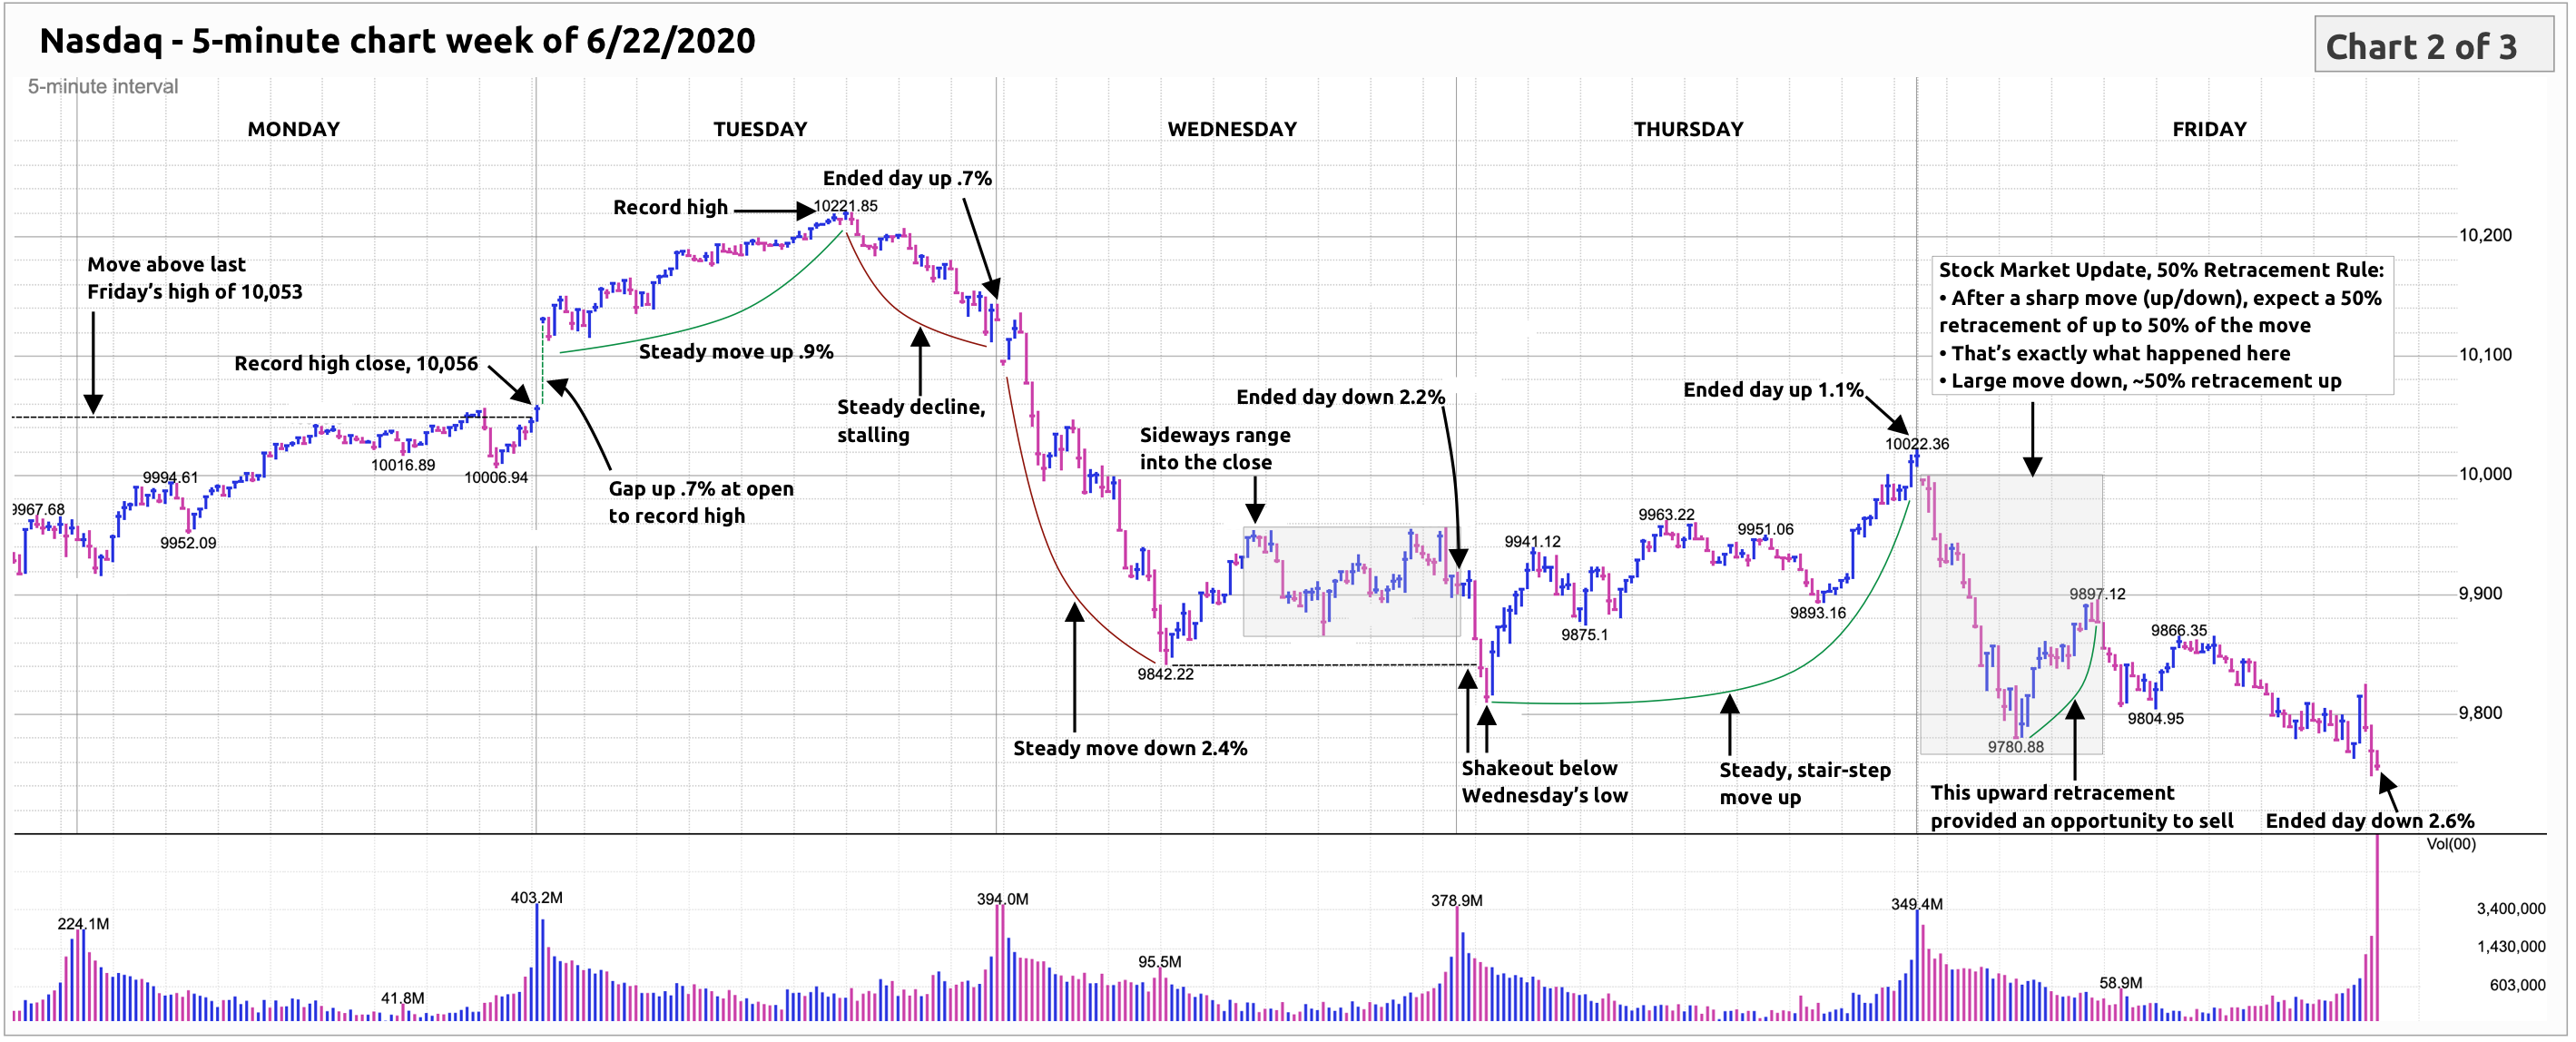 Nasdaq - 5-minute chart week of 6/22/2020
Chart 2 of 3
5-minute interval
MONDAY
TUESDAY
WEDNESDAY
THURSDAY
FRIDAY
Move above last
Friday's high of 10,053
Record high close, 10,056
9967.68
9994.61
9952.09
10016.89
10006.94
Record high
10221.85
Ended day up .7%
Steady move up .9%
Gap up .7% at open
to record high
Steady decline,
stalling
Steady move down 2.4%
9842.22
Sideways range
into the close
Ended day down 2.2%
Shakeout below
Wednesday's low
9941.12
9875.1
9963.22
9951.06
9893.16
Steady, stair-step
move up
Ended day up 1.1%
10022.36
Stock Market Update, 50% Retracement Rule:
• After a sharp move (up/down), expect a 50%
retracement of up to 50% of the move
• That's exactly what happened here
• Large move down, ~50% retracement up
9780.88
9897.12
9804.95
9866.35
This upward retracement
provided an opportunity to sell
Ended day down 2.6%
10,200
10,100
10,000
9,900
9,800
Vol(00)
224.1M
41.8M
403.2M
394.0M
95.5M
378.9M
349.4M
58.9M
3,400,000
1,430,000
603,000